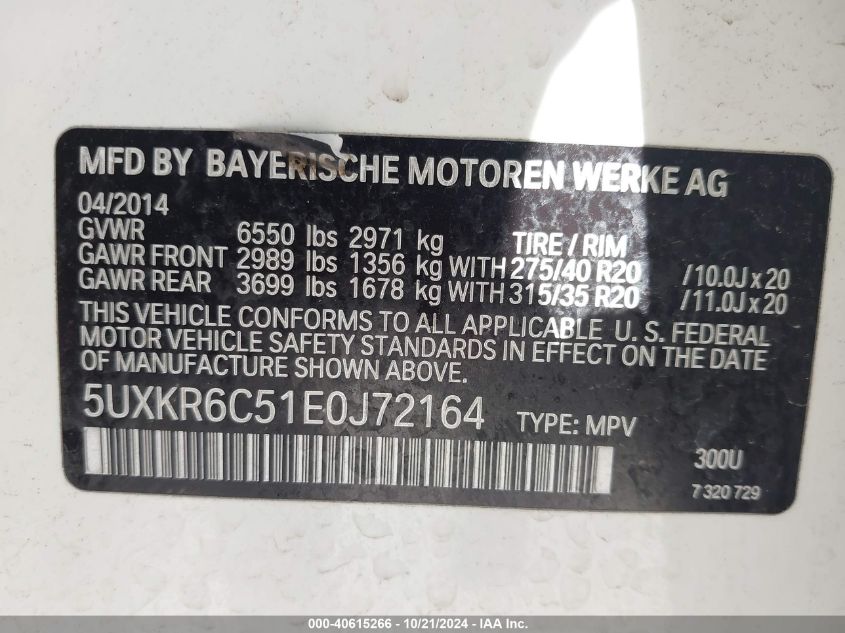 MFD BY BAYERISCHE MOTOREN WERKE AG
04/2014
GVWR 6550 lbs 2971 kg TIRE / RIM
GAWR FRONT 2989 lbs 1356 kg WITH 275/40 R20 /10.0J x 20
GAWR REAR 3699 lbs 1678 kg WITH 315/35 R20 /11.0J x 20
THIS VEHICLE CONFORMS TO ALL APPLICABLE U. S. FEDERAL
MOTOR VEHICLE SAFETY STANDARDS IN EFFECT ON THE DATE
OF MANUFACTURE SHOWN ABOVE.
5UXKR6C51E0J72164 TYPE: MPV
300U
7 320 729
000-40615266 - 10/21/2024 - IAA Inc.